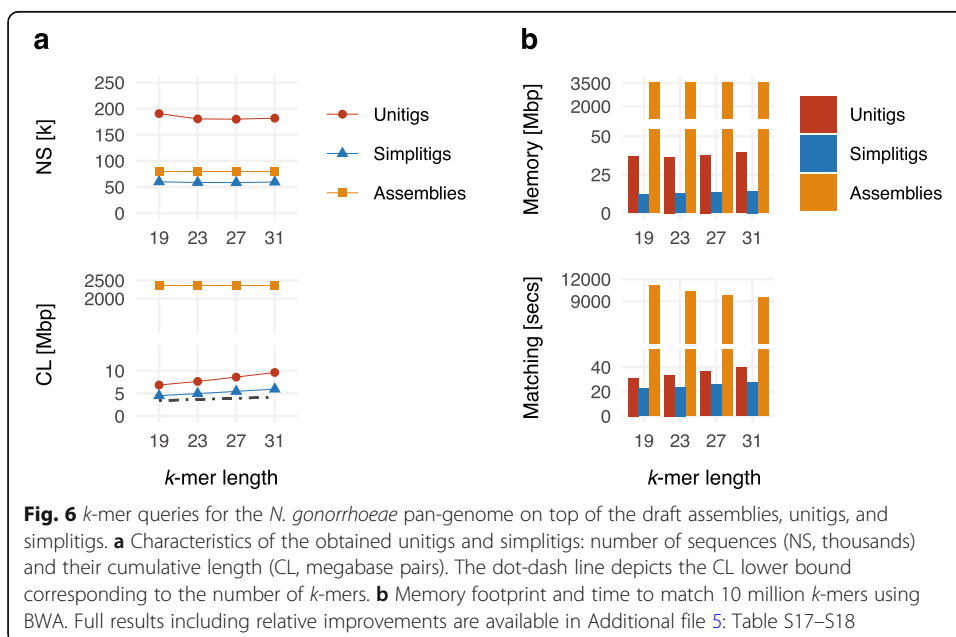 a
NS [k]
250
200
150
100
50
0
19 23 27 31
Unitigs
Simplitigs
Assemblies
CL [Mbp]
2500
2000
10
5
0
19 23 27 31
k-mer length
b
Memory [Mbp]
3500
2000
50
25
0
19 23 27 31
Unitigs
Simplitigs
Assemblies
Matching [secs]
12000
9000
40
20
0
19 23 27 31
k-mer length
Fig. 6 k-mer queries for the N. gonorrhoeae pan-genome on top of the draft assemblies, unitigs, and
simplitigs. a Characteristics of the obtained unitigs and simplitigs: number of sequences (NS, thousands)
and their cumulative length (CL, megabase pairs). The dot-dash line depicts the CL lower bound
corresponding to the number of k-mers. b Memory footprint and time to match 10 million k-mers using
BWA. Full results including relative improvements are available in Additional file 5: Table S17–S18